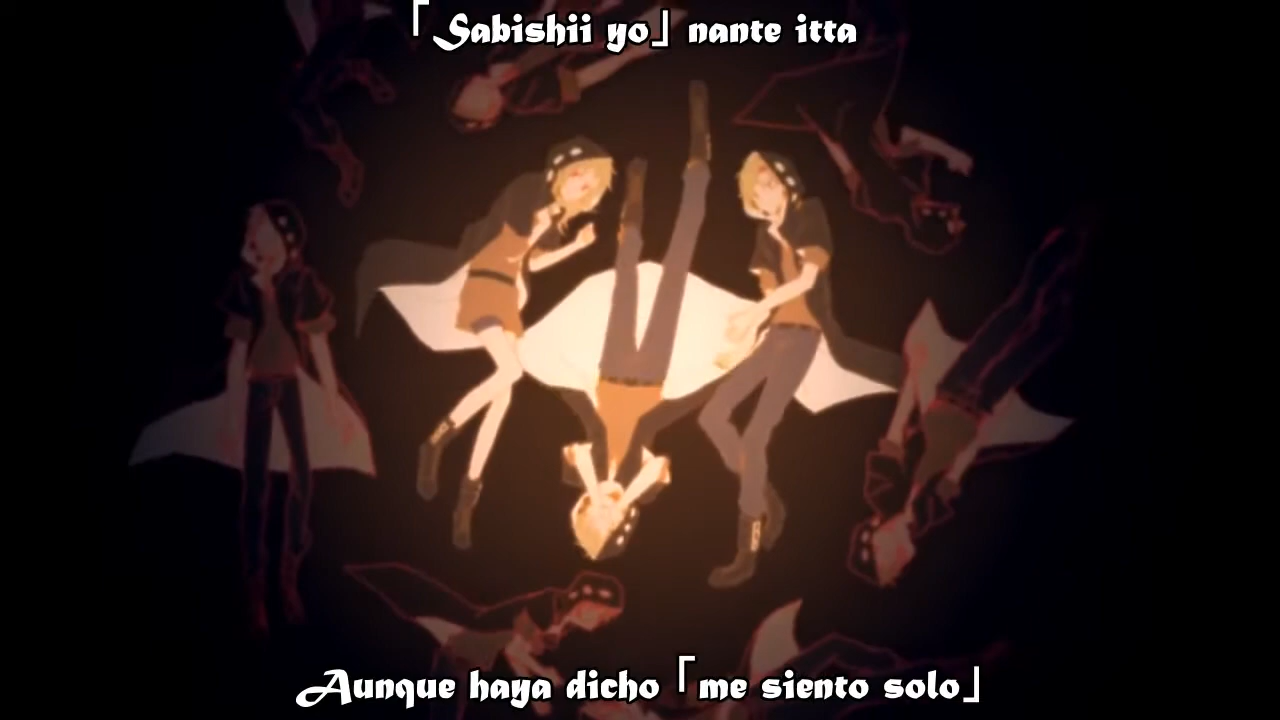 「Sabishii yo」 nante itta
Aunque haya dicho 「me siento solo」